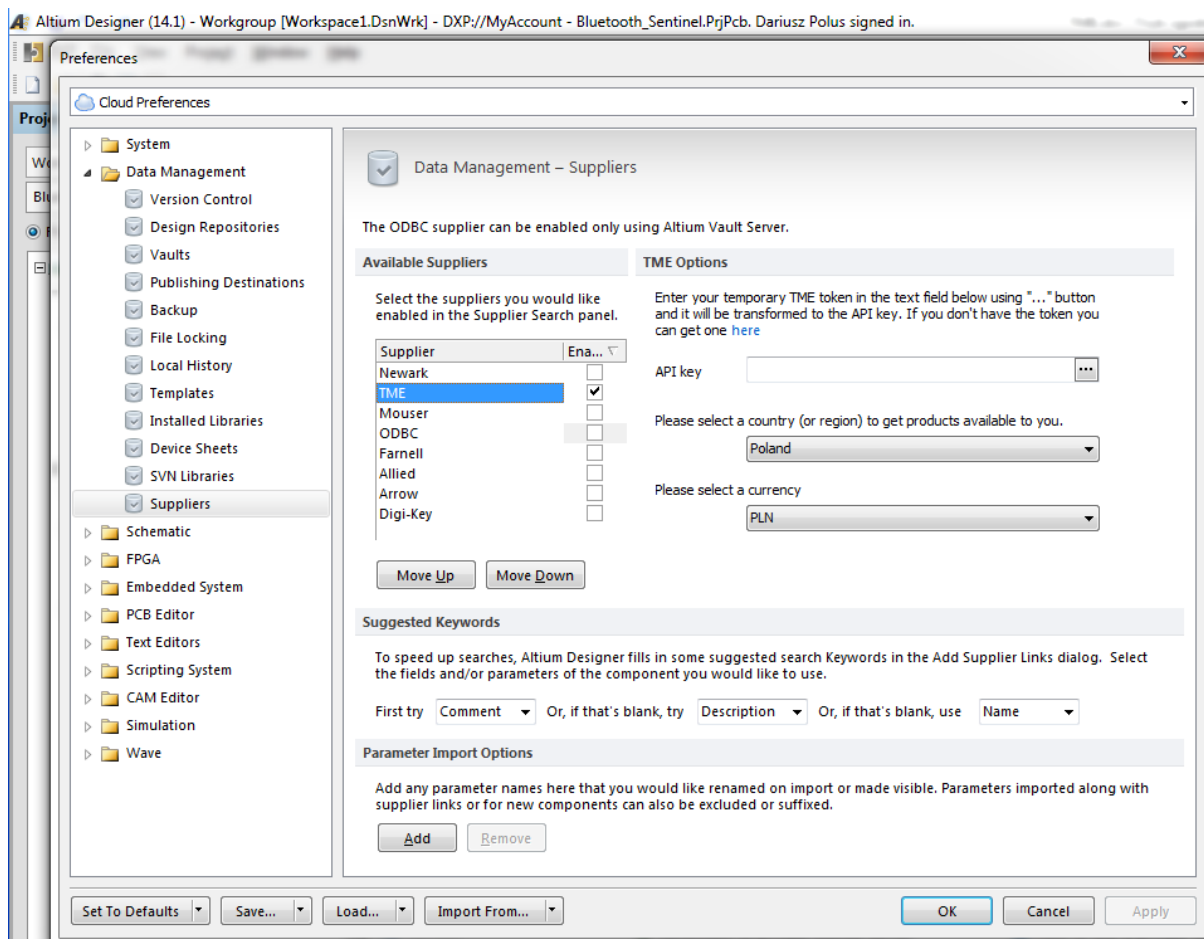 Altium Designer (14.1) - Workgroup [Workspace1.DsnWrk] - DXP://MyAccount - Bluetooth_Sentinel.PrjPcb. Dariusz Polus signed in.
Preferences
Cloud Preferences
System
Data Management
Version Control
Design Repositories
Vaults
Publishing Destinations
Backup
File Locking
Local History
Templates
Installed Libraries
Device Sheets
SVN Libraries
Suppliers
Schematic
FPGA
Embedded System
PCB Editor
Text Editors
Scripting System
CAM Editor
Simulation
Wave
Data Management – Suppliers
The ODBC supplier can be enabled only using Altium Vault Server.
Available Suppliers
Select the suppliers you would like
enabled in the Supplier Search panel.
Supplier Ena...
Newark
TME
Mouser
ODBC
Farnell
Allied
Arrow
Digi-Key
Move Up Move Down
TME Options
Enter your temporary TME token in the text field below using "..." button
and it will be transformed to the API key. If you don't have the token you
can get one here
API key ...
Please select a country (or region) to get products available to you.
Poland
Please select a currency
PLN
Suggested Keywords
To speed up searches, Altium Designer fills in some suggested search Keywords in the Add Supplier Links dialog. Select
the fields and/or parameters of the component you would like to use.
First try Comment Or, if that's blank, try Description Or, if that's blank, use Name
Parameter Import Options
Add any parameter names here that you would like renamed on import or made visible. Parameters imported along with
supplier links or for new components can also be excluded or suffixed.
Add Remove
Set To Defaults Save... Load... Import From... OK Cancel Apply